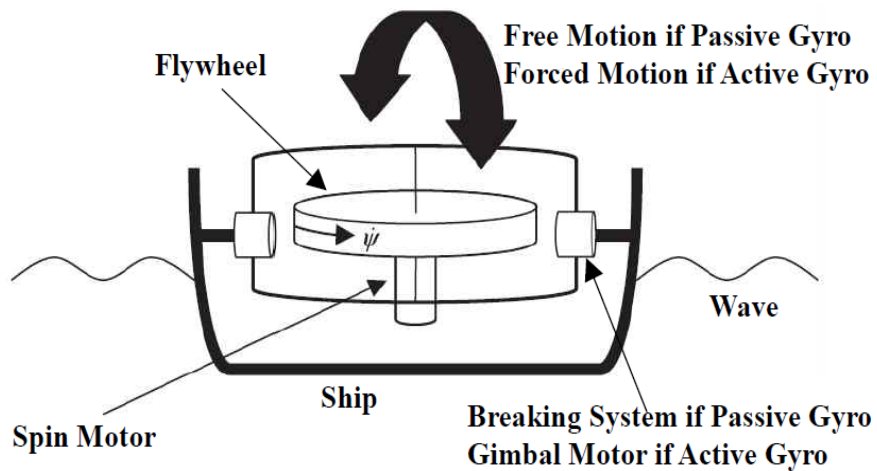 Free Motion if Passive Gyro
Forced Motion if Active Gyro
Flywheel
ψ̇
Wave
Ship
Spin Motor
Breaking System if Passive Gyro
Gimbal Motor if Active Gyro